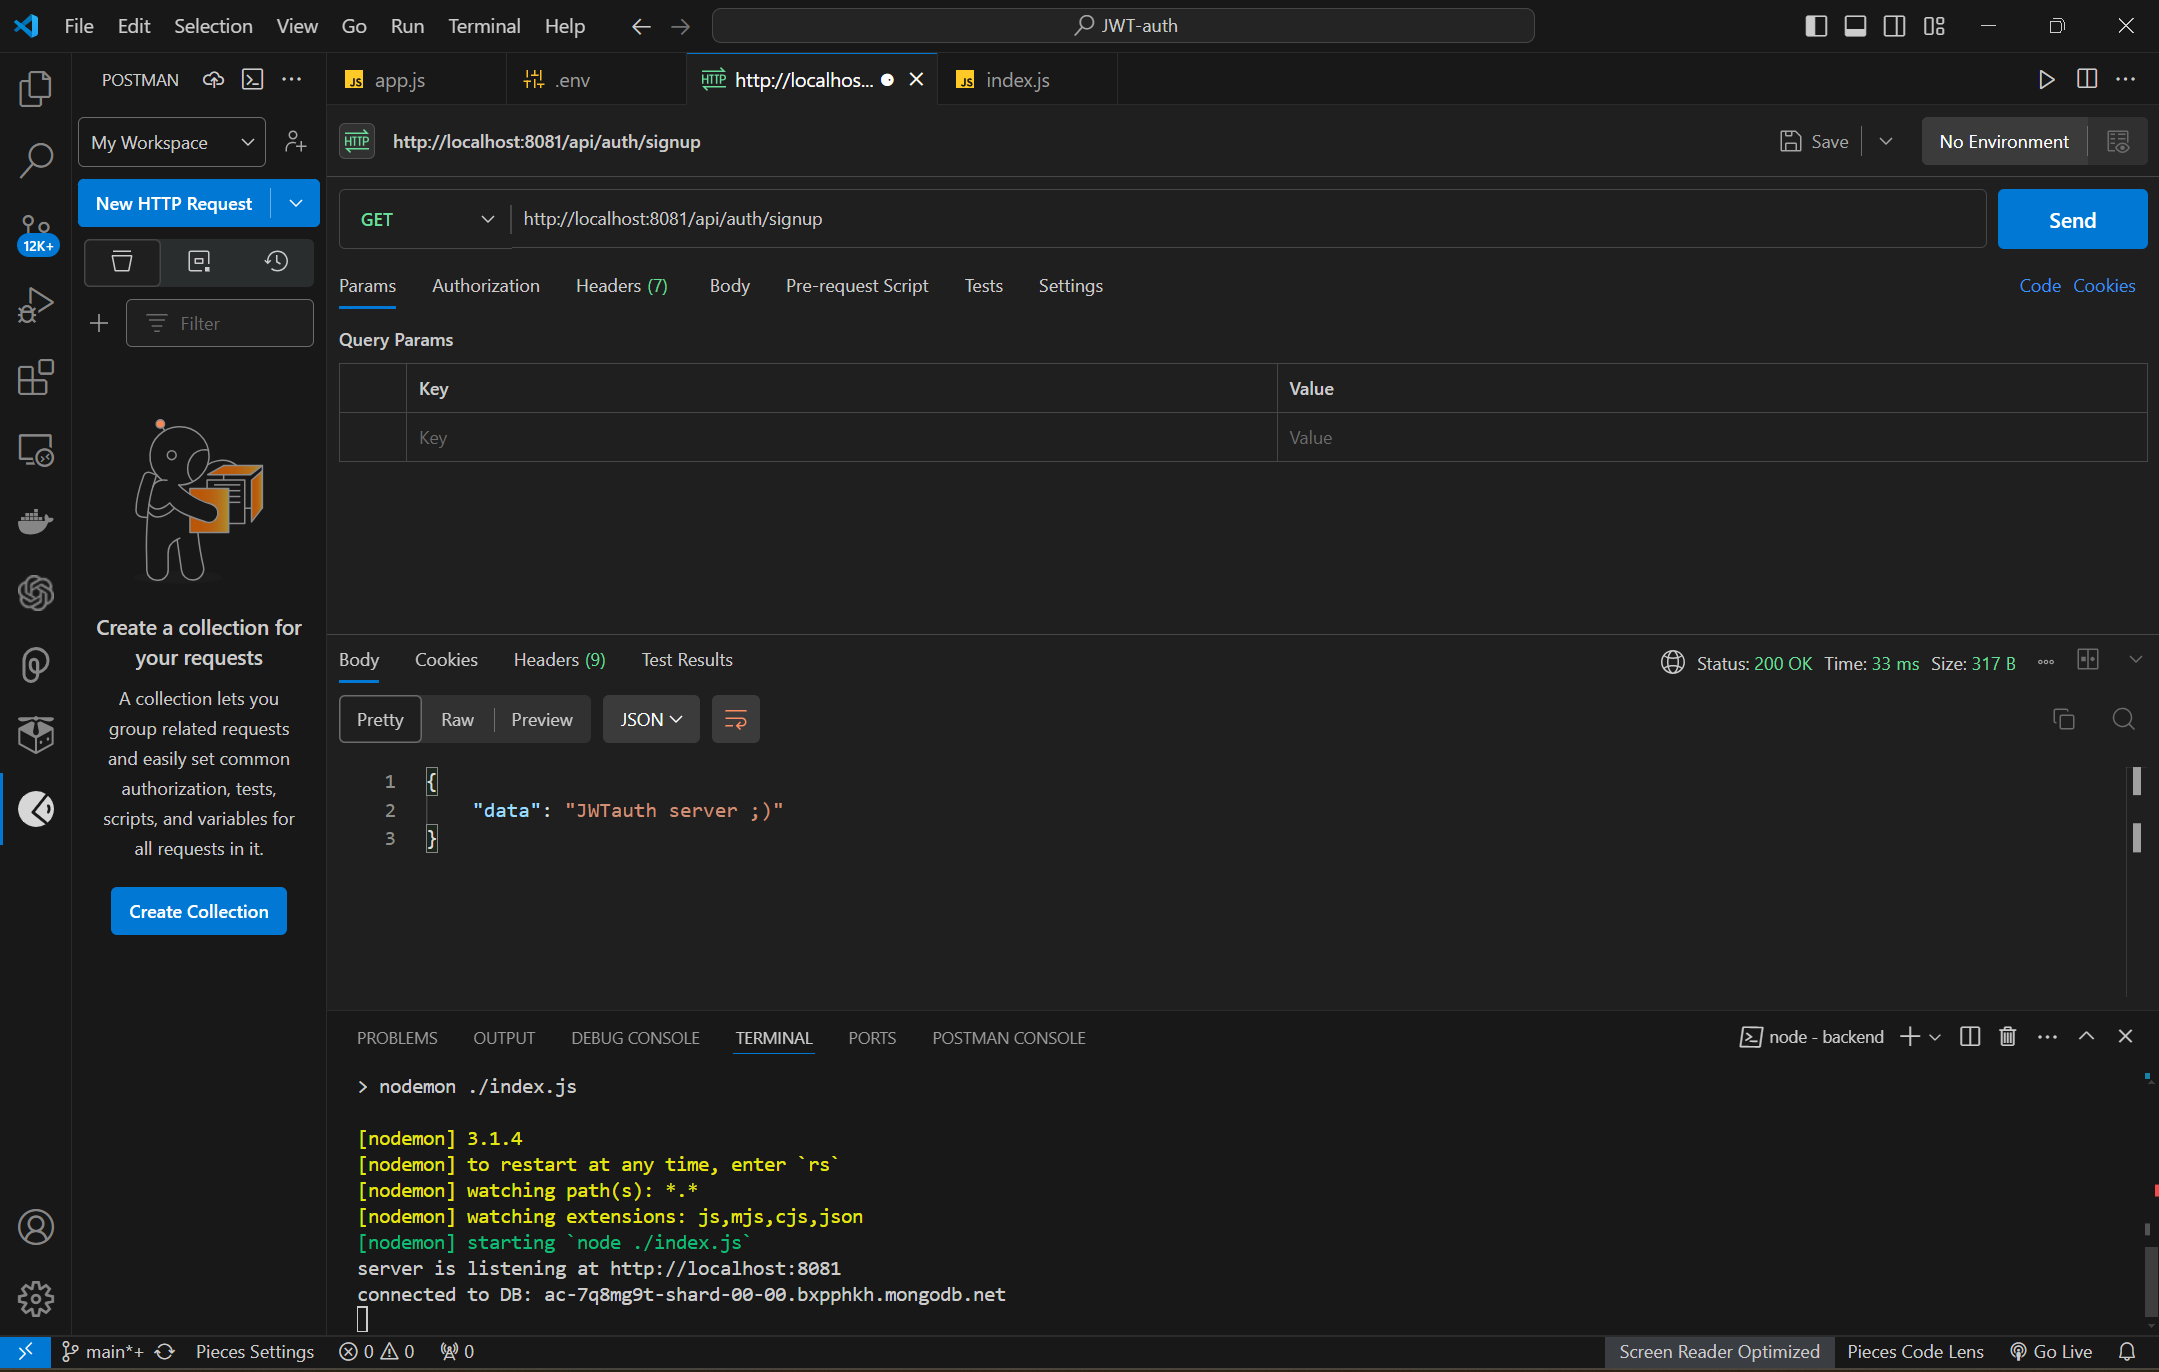 File Edit Selection View Go Run Terminal Help
JWT-auth
POSTMAN
JS app.js
.env
HTTP http://localhos...
JS index.js
My Workspace
HTTP http://localhost:8081/api/auth/signup
Save
No Environment
New HTTP Request
GET
http://localhost:8081/api/auth/signup
Send
12K+
Params Authorization Headers (7) Body Pre-request Script Tests Settings
Code Cookies
Filter
Query Params
Key Value
Key Value
Create a collection for
your requests
A collection lets you
group related requests
and easily set common
authorization, tests,
scripts, and variables for
all requests in it.
Create Collection
Body Cookies Headers (9) Test Results
Status: 200 OK Time: 33 ms Size: 317 B
Pretty Raw Preview JSON
1 {
2 "data": "JWTauth server ;)"
3 }
PROBLEMS OUTPUT DEBUG CONSOLE TERMINAL PORTS POSTMAN CONSOLE
node - backend
> nodemon ./index.js
[nodemon] 3.1.4
[nodemon] to restart at any time, enter `rs`
[nodemon] watching path(s): *.*
[nodemon] watching extensions: js,mjs,cjs,json
[nodemon] starting `node ./index.js`
server is listening at http://localhost:8081
connected to DB: ac-7q8mg9t-shard-00-00.bxpphkh.mongodb.net
main*+ Pieces Settings 0 0 0
Screen Reader Optimized Pieces Code Lens Go Live